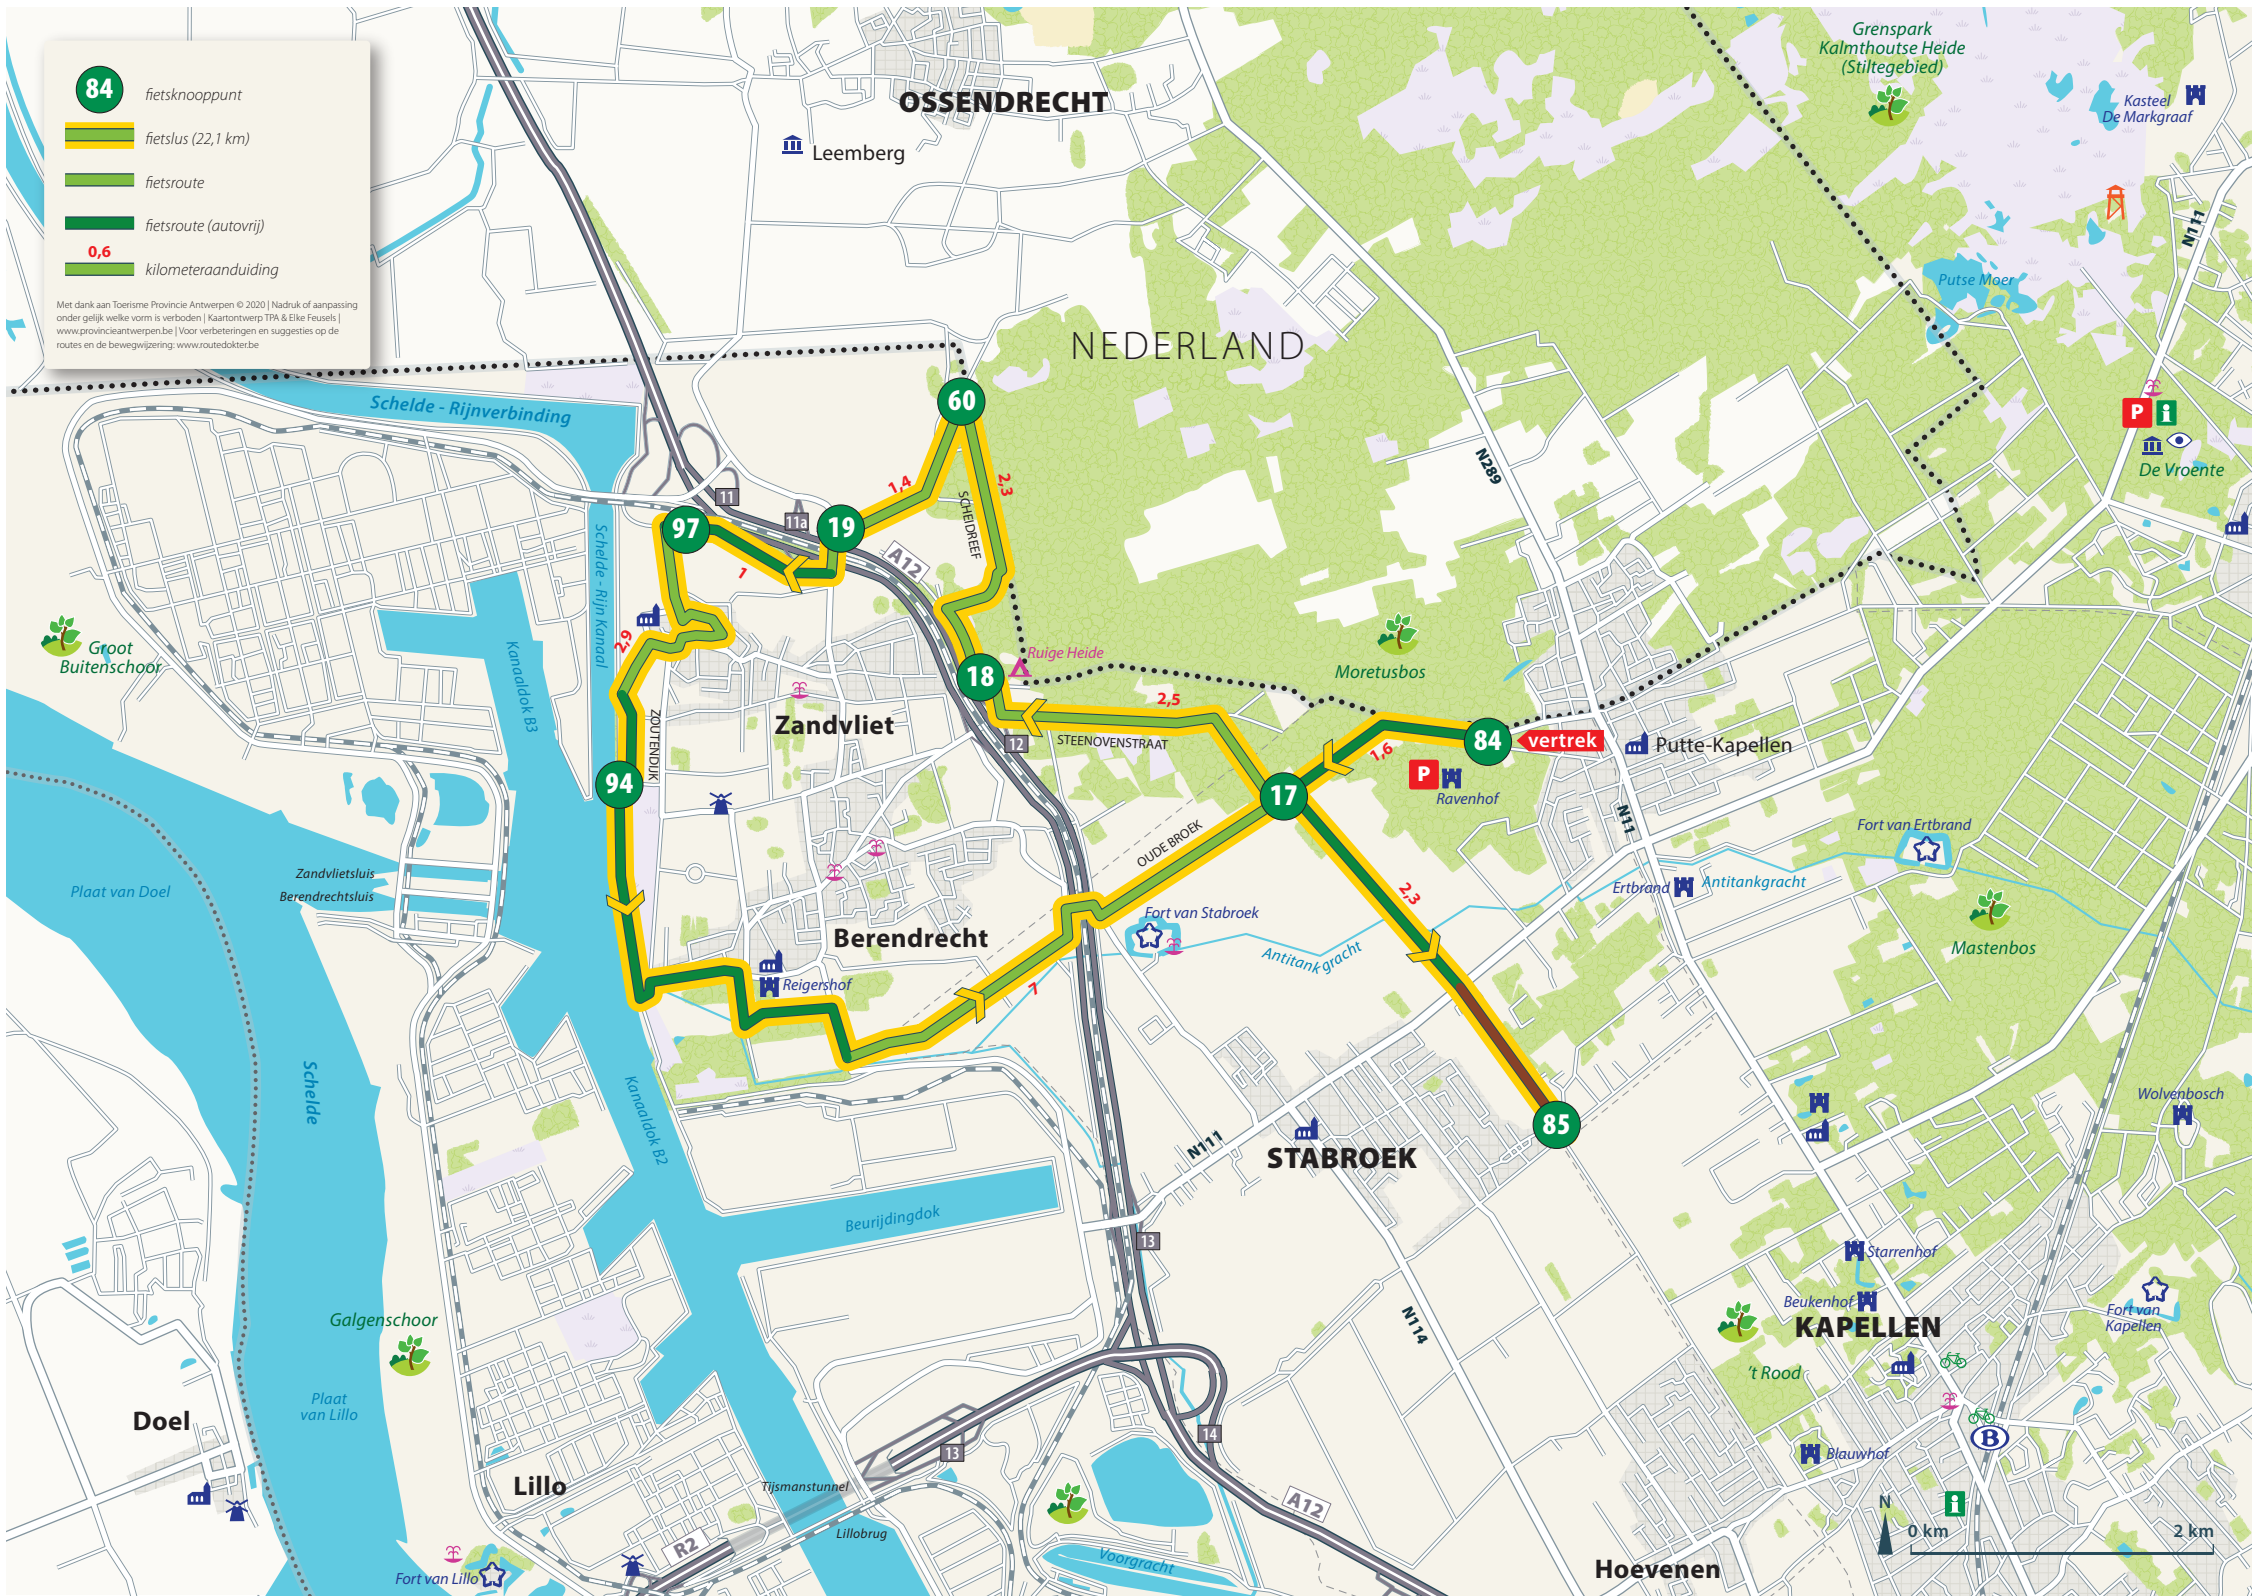 84
fietsknooppunt
fietslus (22,1 km)
fietsroute
fietsroute (autovrij)
0,6
kilometeraanduiding
Met dank aan Toerisme Provincie Antwerpen © 2020 | Nadruk of aanpassing
onder gelijk welke vorm is verboden | Kaartontwerp TPA & Elke Feusels |
www.provincieantwerpen.be | Voor verbeteringen en suggesties op de
routes en de bewegwijzering: www.routedokter.be
OSSENDRECHT
Leemberg
Grenspark
Kalmthoutse Heide
(Stiltegebied)
Kasteel
De Markgraaf
N111
Putse Moer
NEDERLAND
Schelde - Rijnverbinding
60
P
i
De Vroente
N289
1,4
2,3
SCHEIDREEF
11
11a
97
19
A12
1
Schelde - Rijn Kanaal
Groot
Buitenschoor
Kanaaldok B3
2,9
Ruige Heide
18
Moretusbos
2,5
Zandvliet
ZOUTENDIJK
STEENOVENSTRAAT
12
84
vertrek
Putte-Kapellen
1,6
P
Ravenhof
94
17
N11
Fort van Ertbrand
OUDE BROEK
Zandvlietsluis
Berendrechtsluis
Plaat van Doel
Ertbrand
Antitankgracht
2,3
Fort van Stabroek
Berendrecht
Antitankgracht
Mastenbos
Reigershof
7
Schelde
Kanaaldok B2
Wolvenbosch
85
N111
STABROEK
Beurijdingdok
13
Starrenhof
Beukenhof
Fort van
Kapellen
Galgenschoor
KAPELLEN
N114
't Rood
Plaat
van Lillo
Doel
14
13
B
Blauwhof
Lillo
Tijsmanstunnel
A12
i
N
0 km
2 km
Lillobrug
R2
Voorgracht
Hoevenen
Fort van Lillo